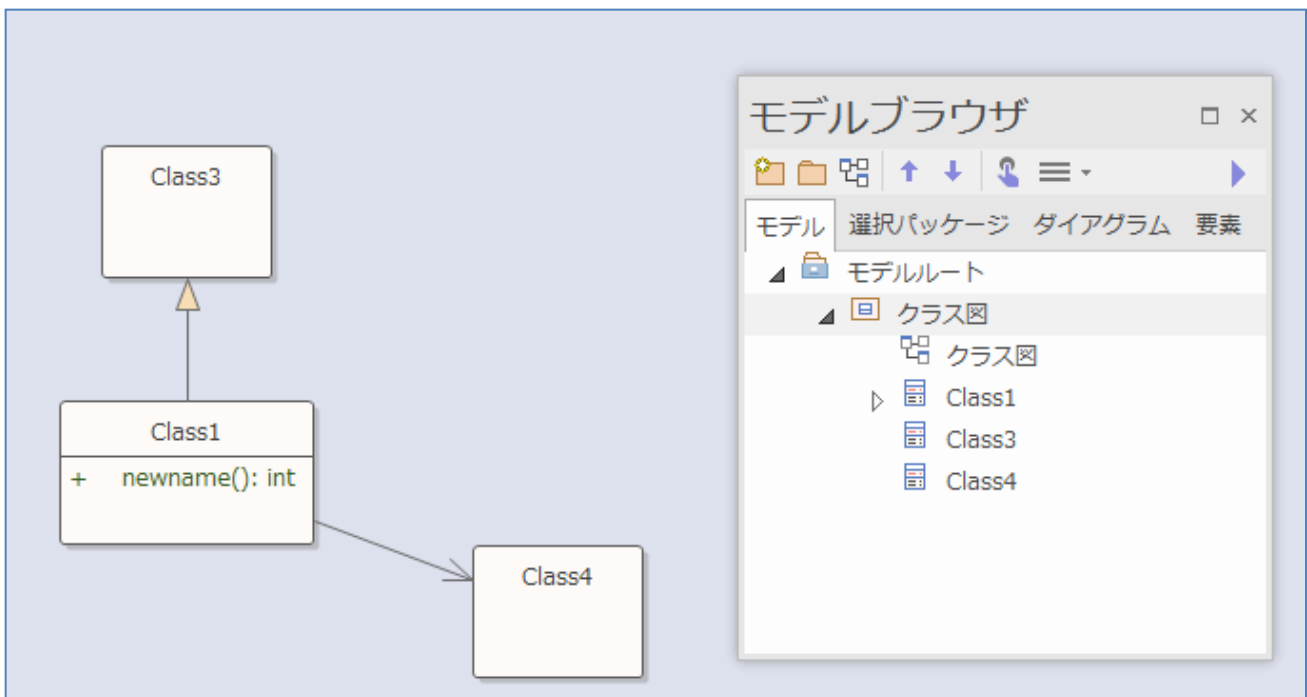 Class3
Class1
+ newname(): int
Class4
モデルブラウザ
モデル 選択パッケージ ダイアグラム 要素
モデルルート
クラス図
クラス図
Class1
Class3
Class4